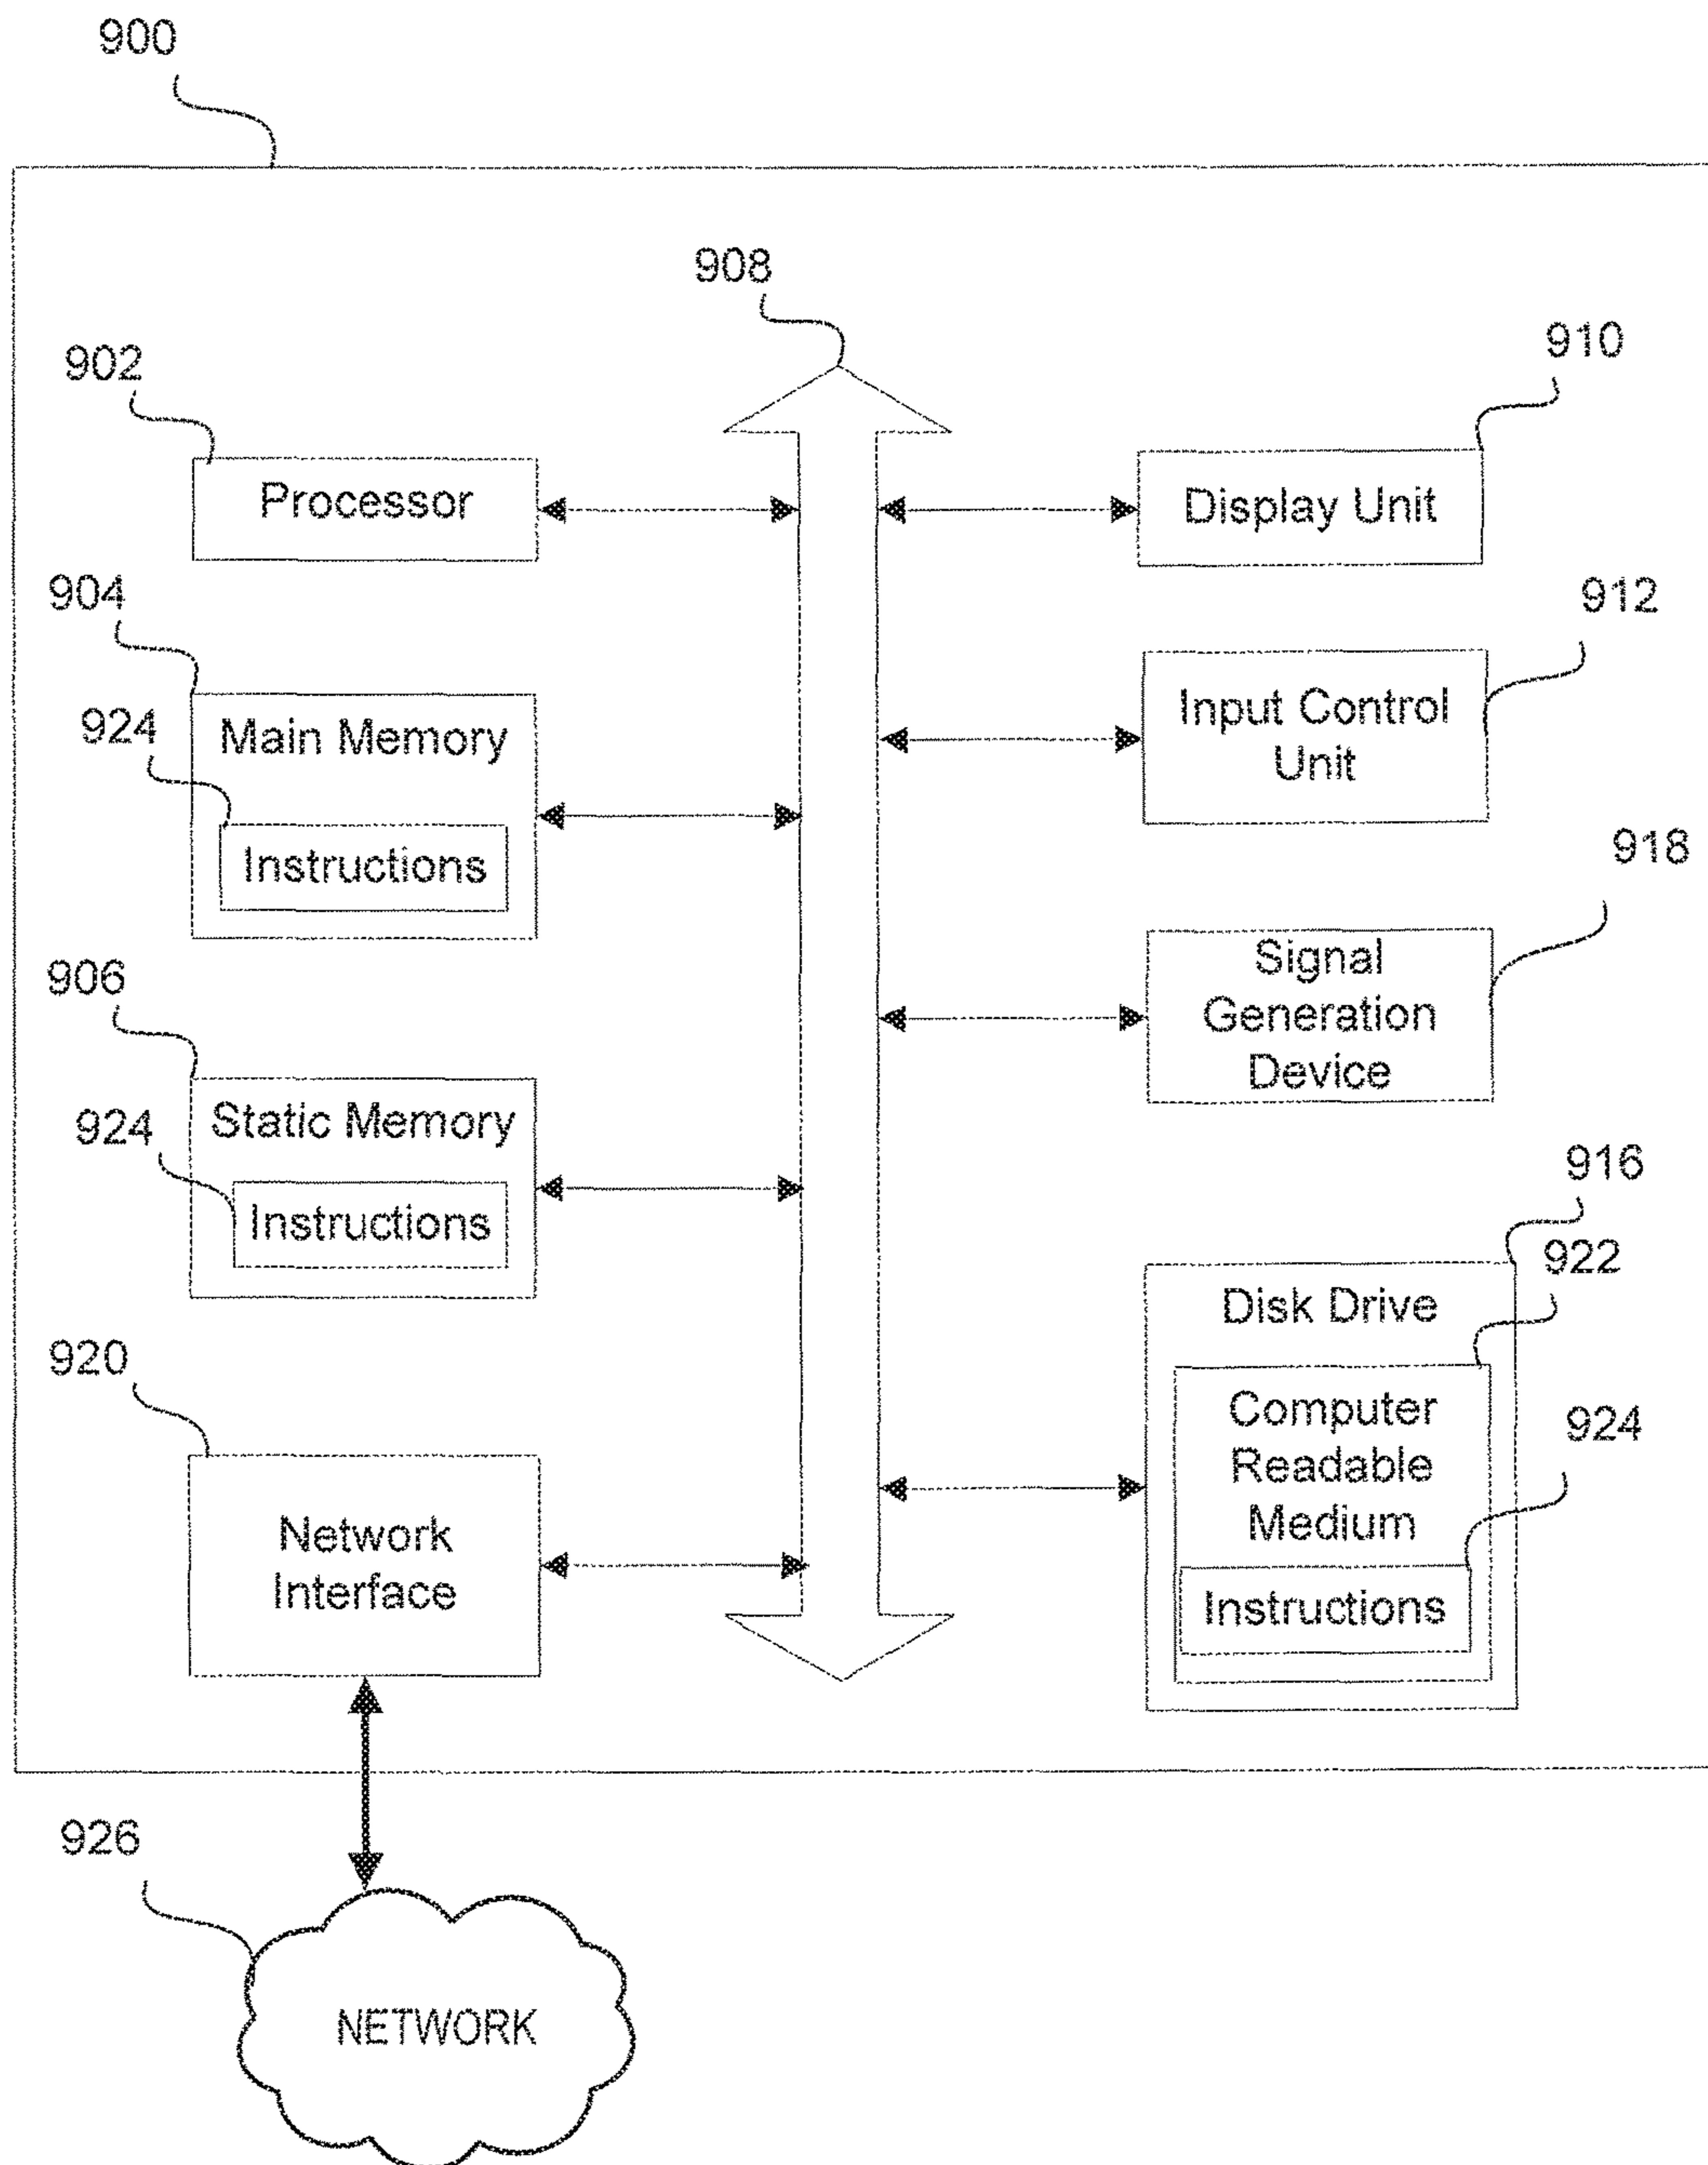 900
908
902
Processor
904
924
Main Memory
Instructions
906
924
Static Memory
Instructions
920
Network
Interface
910
Display Unit
912
Input Control
Unit
918
Signal
Generation
Device
916
922
Disk Drive
Computer
Readable
Medium
924
Instructions
926
NETWORK